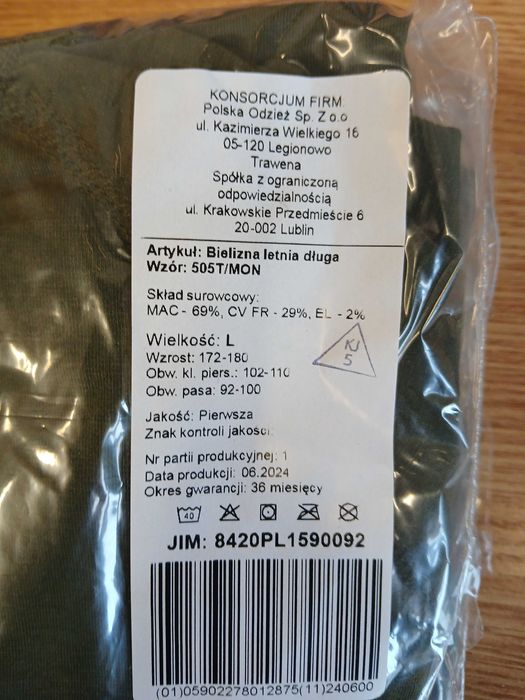 KONSORCJUM FIRM
Polska Odzież Sp. Z o.o
ul. Kazimierza Wielkiego 16
05-120 Legionowo
Trawena
Spółka z ograniczoną
odpowiedzialnością
ul. Krakowskie Przedmieście 6
20-002 Lublin
Artykuł: Bielizna letnia długa
Wzór: 505T/MON
Skład surowcowy:
MAC - 69%, CV FR - 29%, EL - 2%
Wielkość: L
Wzrost: 172-180
Obw. kl. piers.: 102-110
Obw. pasa: 92-100
KJ
5
Jakość: Pierwsza
Znak kontroli jakości:
Nr partii produkcyjnej: 1
Data produkcji: 06.2024
Okres gwarancji: 36 miesięcy
40
JIM: 8420PL1590092
(01)05902278012875(11)240600